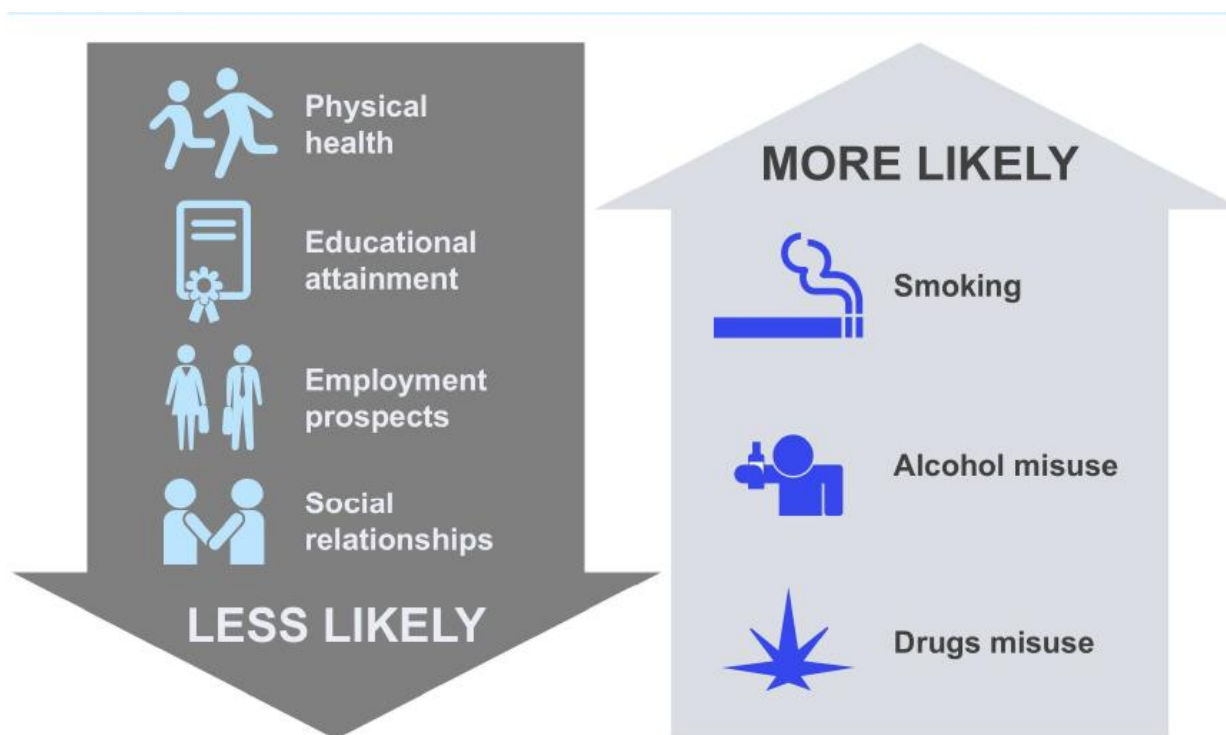 Physical
health
Educational
attainment
Employment
prospects
Social
relationships
LESS LIKELY
MORE LIKELY
Smoking
Alcohol misuse
Drugs misuse